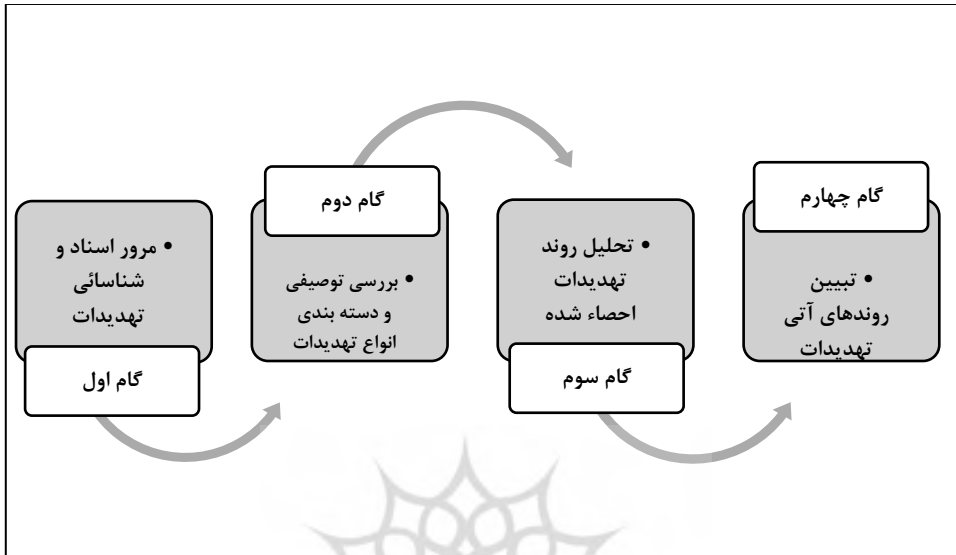 • مرور اسناد و
شناسائی
تهدیدات
گام اول
گام دوم
• بررسی توصیفی
و دسته بندی
انواع تهدیدات
• تحلیل روند
تهدیدات
احصاء شده
گام سوم
گام چهارم
• تبیین
روندهای آتی
تهدیدات